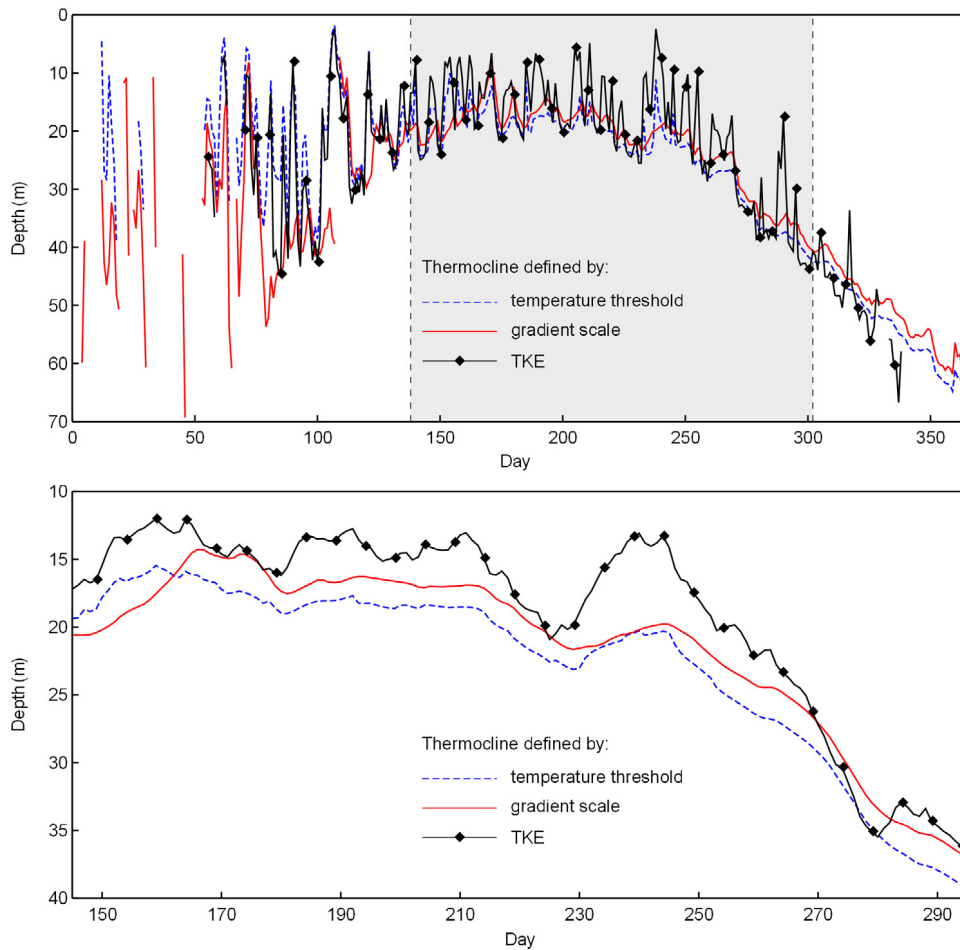 0
10
20
30
40
50
60
70
Depth (m)
Thermocline defined by:
temperature threshold
gradient scale
TKE
0 50 100 150 200 250 300 350
Day
10
15
20
25
30
35
40
Depth (m)
Thermocline defined by:
temperature threshold
gradient scale
TKE
150 170 190 210 230 250 270 290
Day